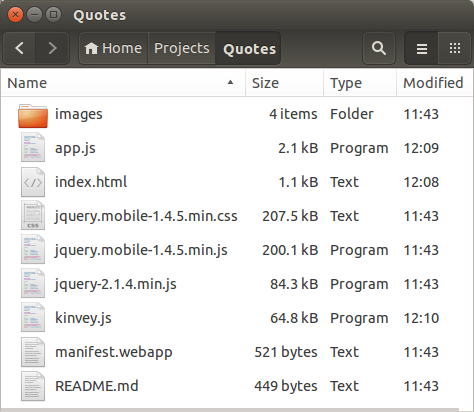 Quotes
Home Projects Quotes
Name Size Type Modified
images 4 items Folder 11:43
app.js 2.1 kB Program 12:09
index.html 1.1 kB Text 12:08
jquery.mobile-1.4.5.min.css 207.5 kB Text 11:43
jquery.mobile-1.4.5.min.js 200.1 kB Program 11:43
jquery-2.1.4.min.js 84.3 kB Program 11:43
kinvey.js 64.8 kB Program 12:10
manifest.webapp 521 bytes Text 11:43
README.md 449 bytes Text 11:43
CSS